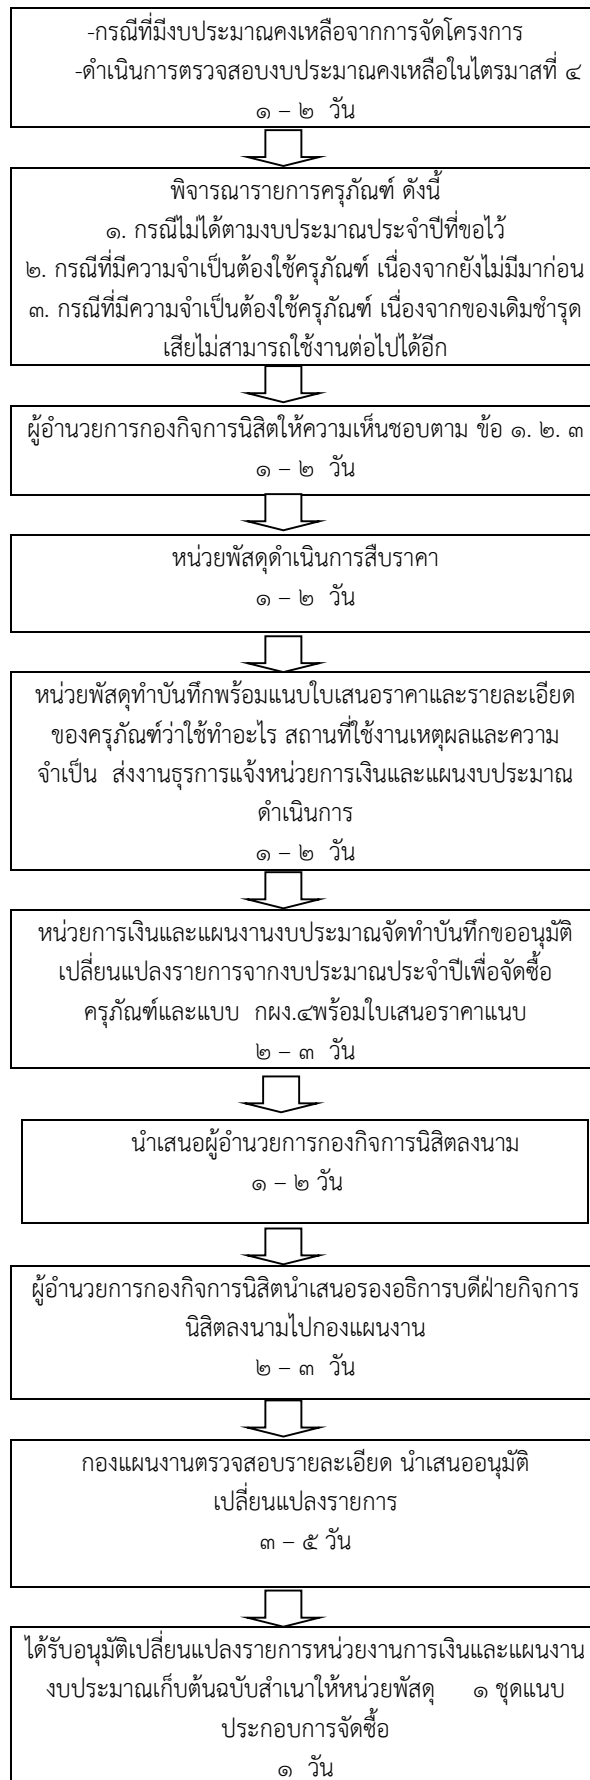 -กรณีที่มีงบประมาณคงเหลือจากการจัดโครงการ
-ดำเนินการตรวจสอบงบประมาณคงเหลือในไตรมาสที่ ๔
๑ – ๒ วัน
พิจารณารายการครุภัณฑ์ ดังนี้
๑. กรณีไม่ได้ตามงบประมาณประจำปีที่ขอไว้
๒. กรณีที่มีความจำเป็นต้องใช้ครุภัณฑ์ เนื่องจากยังไม่มีมาก่อน
๓. กรณีที่มีความจำเป็นต้องใช้ครุภัณฑ์ เนื่องจากของเดิมชำรุด
เสียไม่สามารถใช้งานต่อไปได้อีก
ผู้อำนวยการกองกิจการนิสิตให้ความเห็นชอบตาม ข้อ ๑. ๒. ๓
๑ – ๒ วัน
หน่วยพัสดุดำเนินการสืบราคา
๑ – ๒ วัน
หน่วยพัสดุทำบันทึกพร้อมแนบใบเสนอราคาและรายละเอียด
ของครุภัณฑ์ว่าใช้ทำอะไร สถานที่ใช้งานเหตุผลและความ
จำเป็น ส่งงานธุรการแจ้งหน่วยการเงินและแผนงบประมาณ
ดำเนินการ
๑ – ๒ วัน
หน่วยการเงินและแผนงานงบประมาณจัดทำบันทึกขออนุมัติ
เปลี่ยนแปลงรายการจากงบประมาณประจำปีเพื่อจัดซื้อ
ครุภัณฑ์และแบบ กผง.๔พร้อมใบเสนอราคาแนบ
๒ – ๓ วัน
นำเสนอผู้อำนวยการกองกิจการนิสิตลงนาม
๑ – ๒ วัน
ผู้อำนวยการกองกิจการนิสิตนำเสนอรองอธิการบดีฝ่ายกิจการ
นิสิตลงนามไปกองแผนงาน
๒ – ๓ วัน
กองแผนงานตรวจสอบรายละเอียด นำเสนออนุมัติ
เปลี่ยนแปลงรายการ
๓ – ๕ วัน
ได้รับอนุมัติเปลี่ยนแปลงรายการหน่วยงานการเงินและแผนงาน
งบประมาณเก็บต้นฉบับสำเนาให้หน่วยพัสดุ ๑ ชุดแนบ
ประกอบการจัดซื้อ
๑ วัน